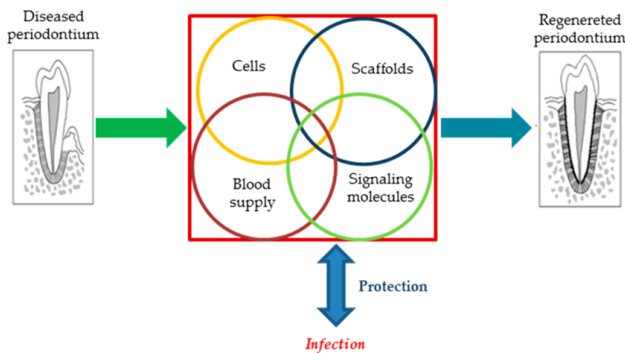 Diseased
periodontium
Cells
Scaffolds
Blood
supply
Signaling
molecules
Regenereted
periodontium
Protection
Infection